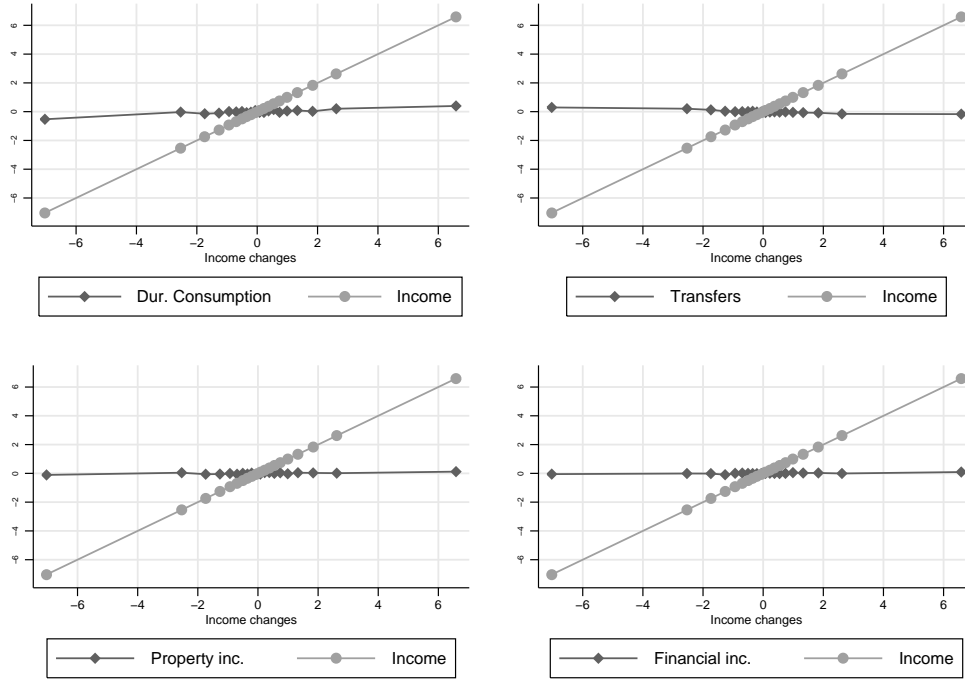 6
4
2
0
−2
−4
−6
−6 −4 −2 0 2 4 6
Income changes
Dur. Consumption Income
6
4
2
0
−2
−4
−6
−6 −4 −2 0 2 4 6
Income changes
Transfers Income
6
4
2
0
−2
−4
−6
−6 −4 −2 0 2 4 6
Income changes
Property inc. Income
6
4
2
0
−2
−4
−6
−6 −4 −2 0 2 4 6
Income changes
Financial inc. Income